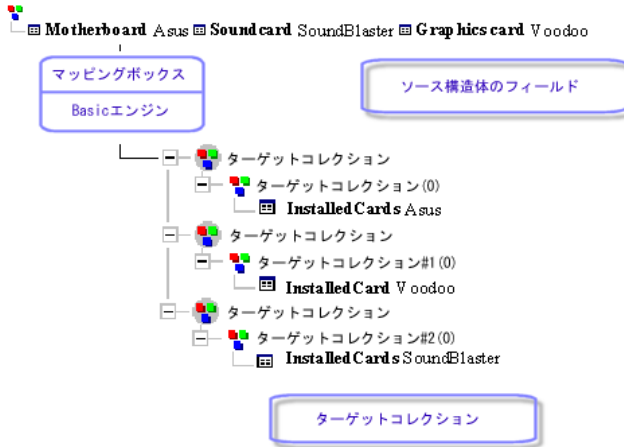 Motherboard Asus Soundcard SoundBlaster Graphics card Voodoo
マッピングボックス
Basicエンジン
ソース構造体のフィールド
ターゲットコレクション
ターゲットコレクション(0)
InstalledCards Asus
ターゲットコレクション
ターゲットコレクション#1(0)
InstalledCard Voodoo
ターゲットコレクション
ターゲットコレクション#2(0)
InstalledCards SoundBlaster
ターゲットコレクション